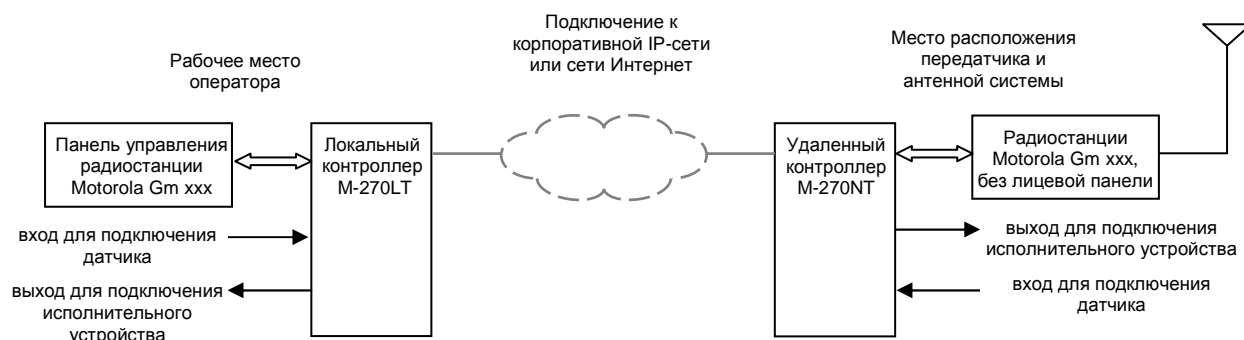 Подключение к
корпоративной IP-сети
или сети Интернет
Рабочее место
оператора
Место расположения
передатчика и
антенной системы
Панель управления
радиостанции
Motorola Gm xxx
Локальный
контроллер
M-270LT
Удаленный
контроллер
M-270NT
Радиостанции
Motorola Gm xxx,
без лицевой панели
вход для подключения
датчика
выход для подключения
исполнительного
устройства
выход для подключения
исполнительного устройства
вход для подключения
датчика